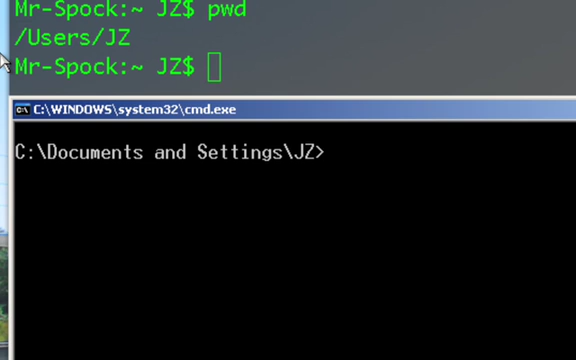 Mr-Spock:~ JZ$ pwd
/Users/JZ
Mr-Spock:~ JZ$
C:\WINDOWS\system32\cmd.exe
C:\Documents and Settings\JZ>